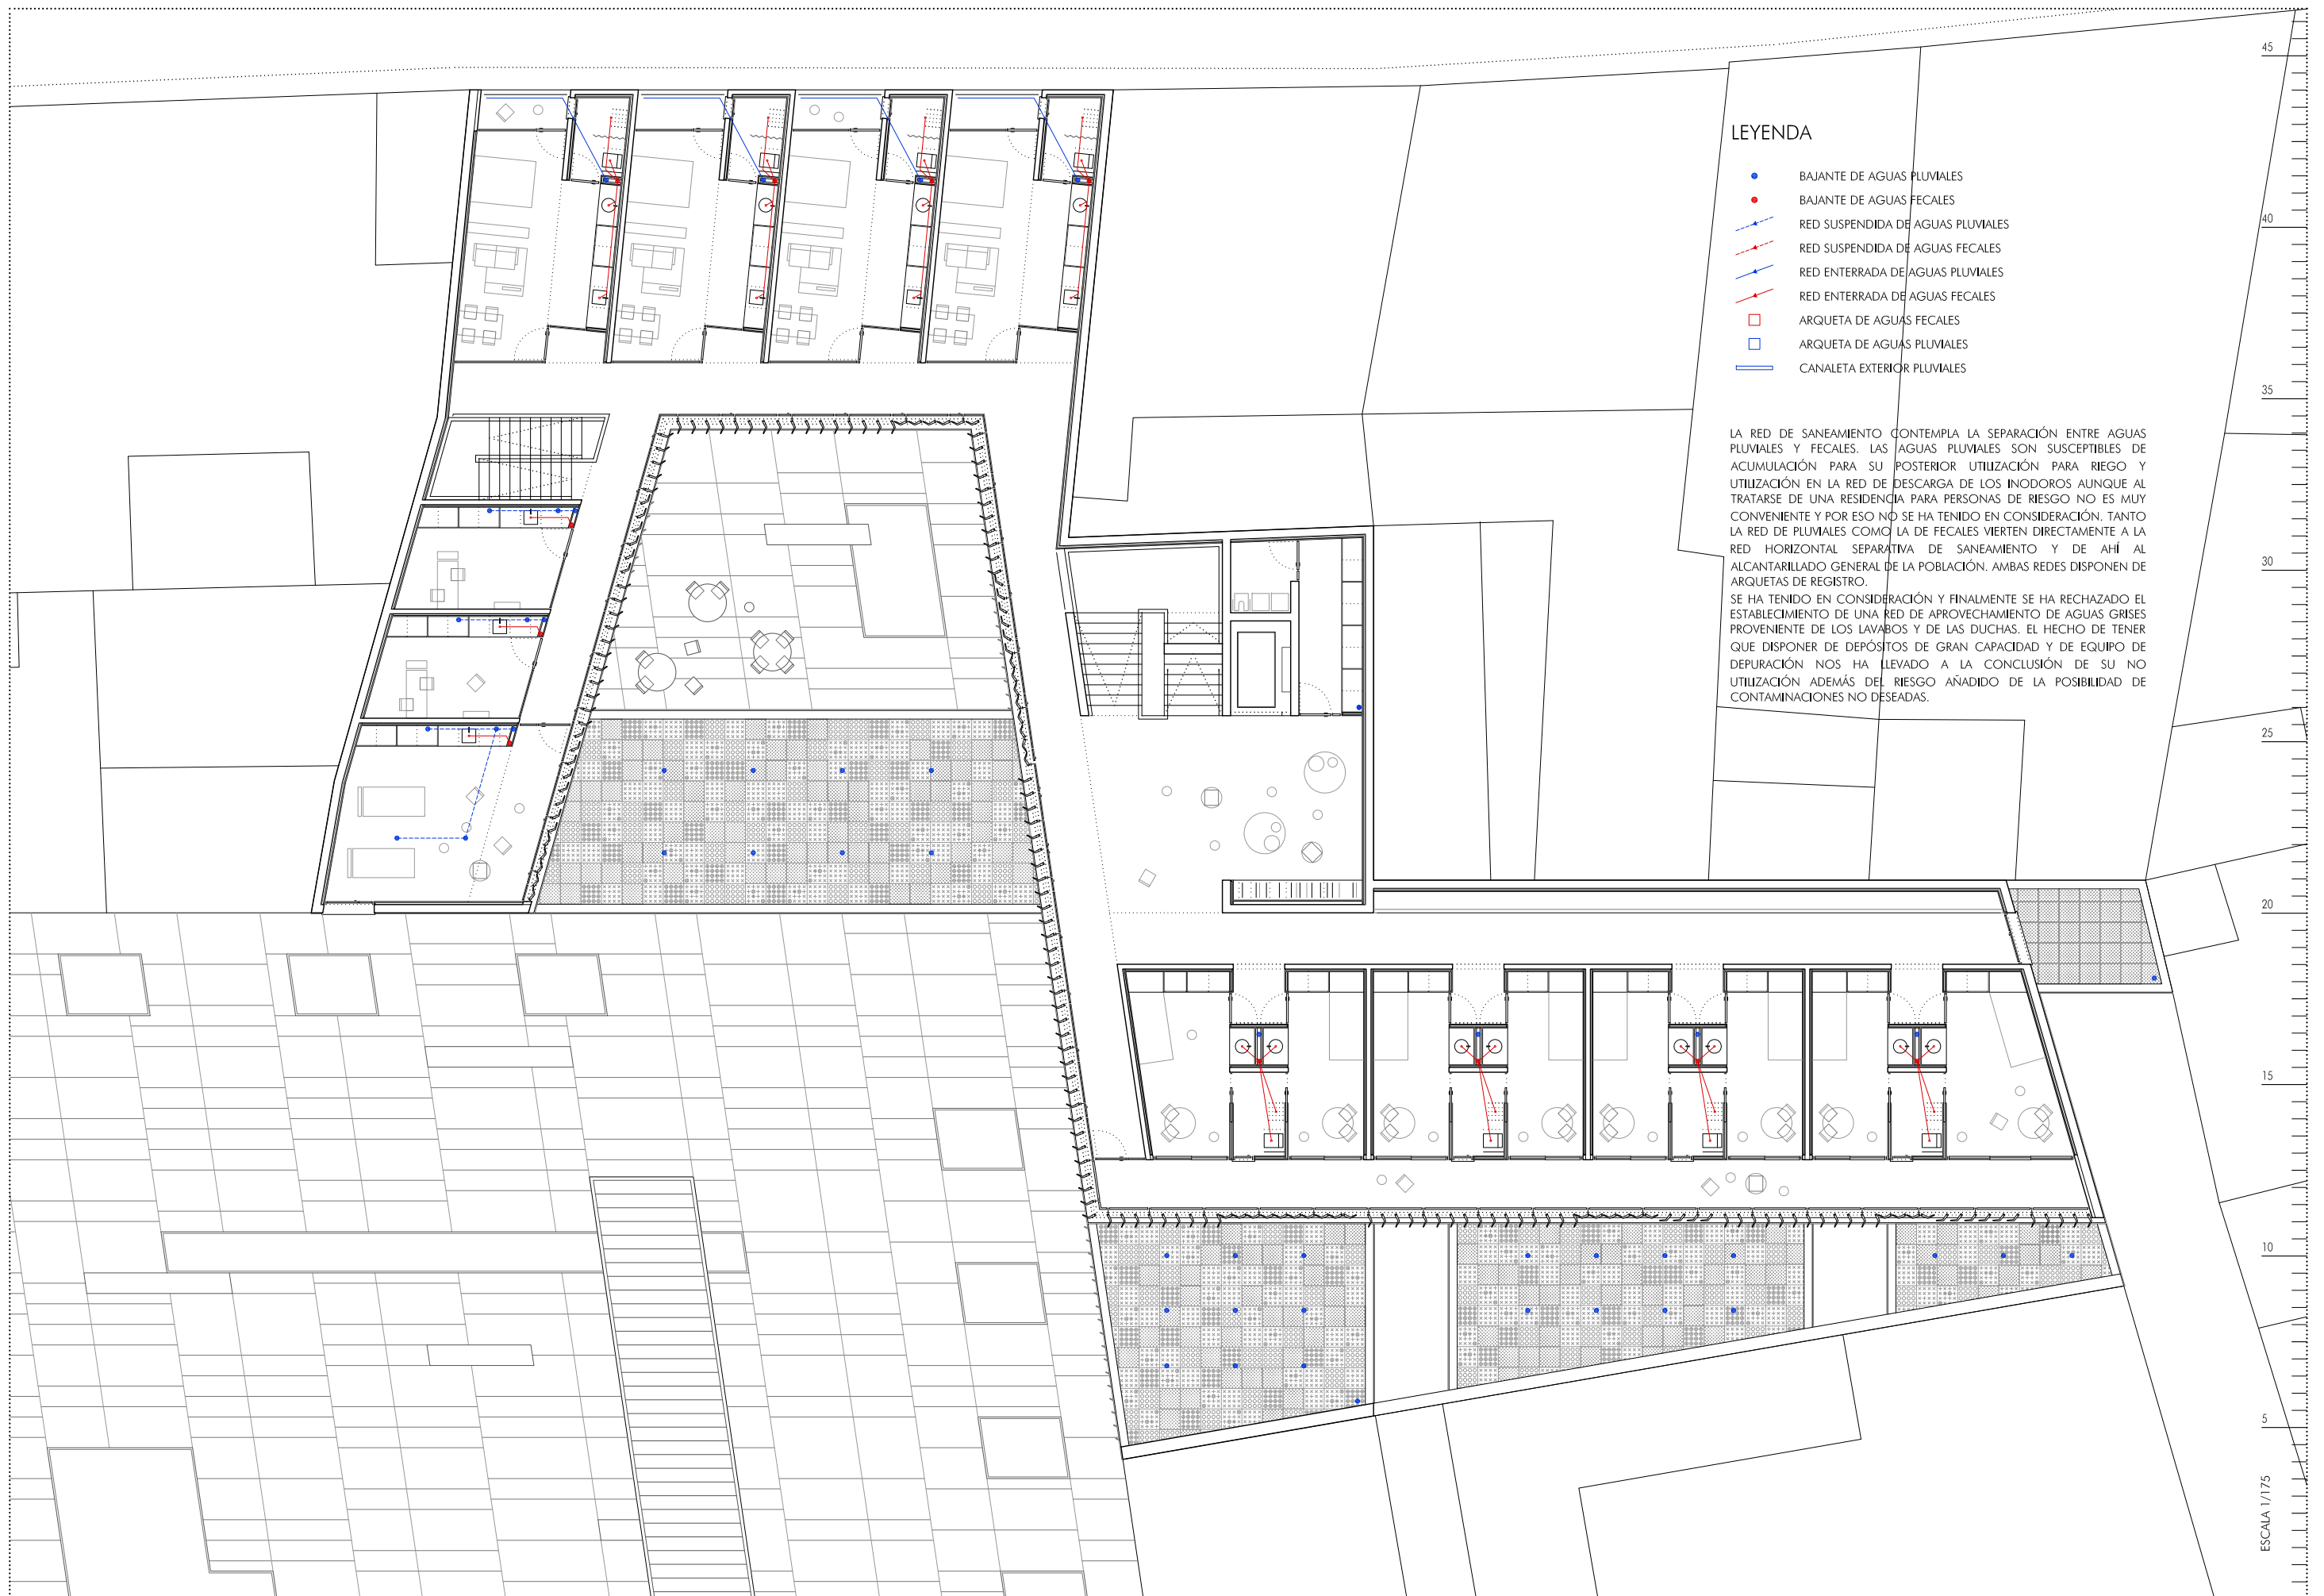 LEYENDA
BAJANTE DE AGUAS PLUVIALES
BAJANTE DE AGUAS FECALES
RED SUSPENDIDA DE AGUAS PLUVIALES
RED SUSPENDIDA DE AGUAS FECALES
RED ENTERRADA DE AGUAS PLUVIALES
RED ENTERRADA DE AGUAS FECALES
ARQUETA DE AGUAS FECALES
ARQUETA DE AGUAS PLUVIALES
CANALETA EXTERIOR PLUVIALES
LA RED DE SANEAMIENTO CONTEMPLA LA SEPARACIÓN ENTRE AGUAS
PLUVIALES Y FECALES. LAS AGUAS PLUVIALES SON SUSCEPTIBLES DE
ACUMULACIÓN PARA SU POSTERIOR UTILIZACIÓN PARA RIEGO Y
UTILIZACIÓN EN LA RED DE DESCARGA DE LOS INODOROS AUNQUE AL
TRATARSE DE UNA RESIDENCIA PARA PERSONAS DE RIESGO NO ES MUY
CONVENIENTE Y POR ESO NO SE HA TENIDO EN CONSIDERACIÓN. TANTO
LA RED DE PLUVIALES COMO LA DE FECALES VIERTEN DIRECTAMENTE A LA
RED HORIZONTAL SEPARATIVA DE SANEAMIENTO Y DE AHÍ AL
ALCANTARILLADO GENERAL DE LA POBLACIÓN. AMBAS REDES DISPONEN DE
ARQUETAS DE REGISTRO.
SE HA TENIDO EN CONSIDERACIÓN Y FINALMENTE SE HA RECHAZADO EL
ESTABLECIMIENTO DE UNA RED DE APROVECHAMIENTO DE AGUAS GRISES
PROVENIENTE DE LOS LAVABOS Y DE LAS DUCHAS. EL HECHO DE TENER
QUE DISPONER DE DEPÓSITOS DE GRAN CAPACIDAD Y DE EQUIPO DE
DEPURACIÓN NOS HA LLEVADO A LA CONCLUSIÓN DE SU NO
UTILIZACIÓN ADEMÁS DEL RIESGO AÑADIDO DE LA POSIBILIDAD DE
CONTAMINACIONES NO DESEADAS.
45
40
35
30
25
20
15
10
5
ESCALA 1/175